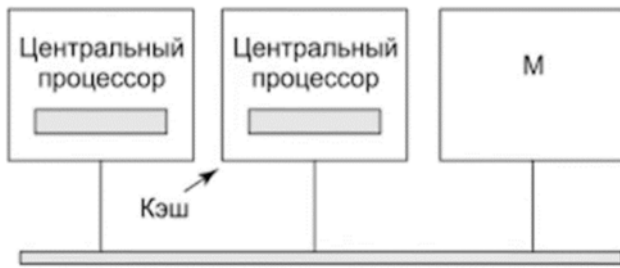 Центральный
процессор
Центральный
процессор
М
Кэш